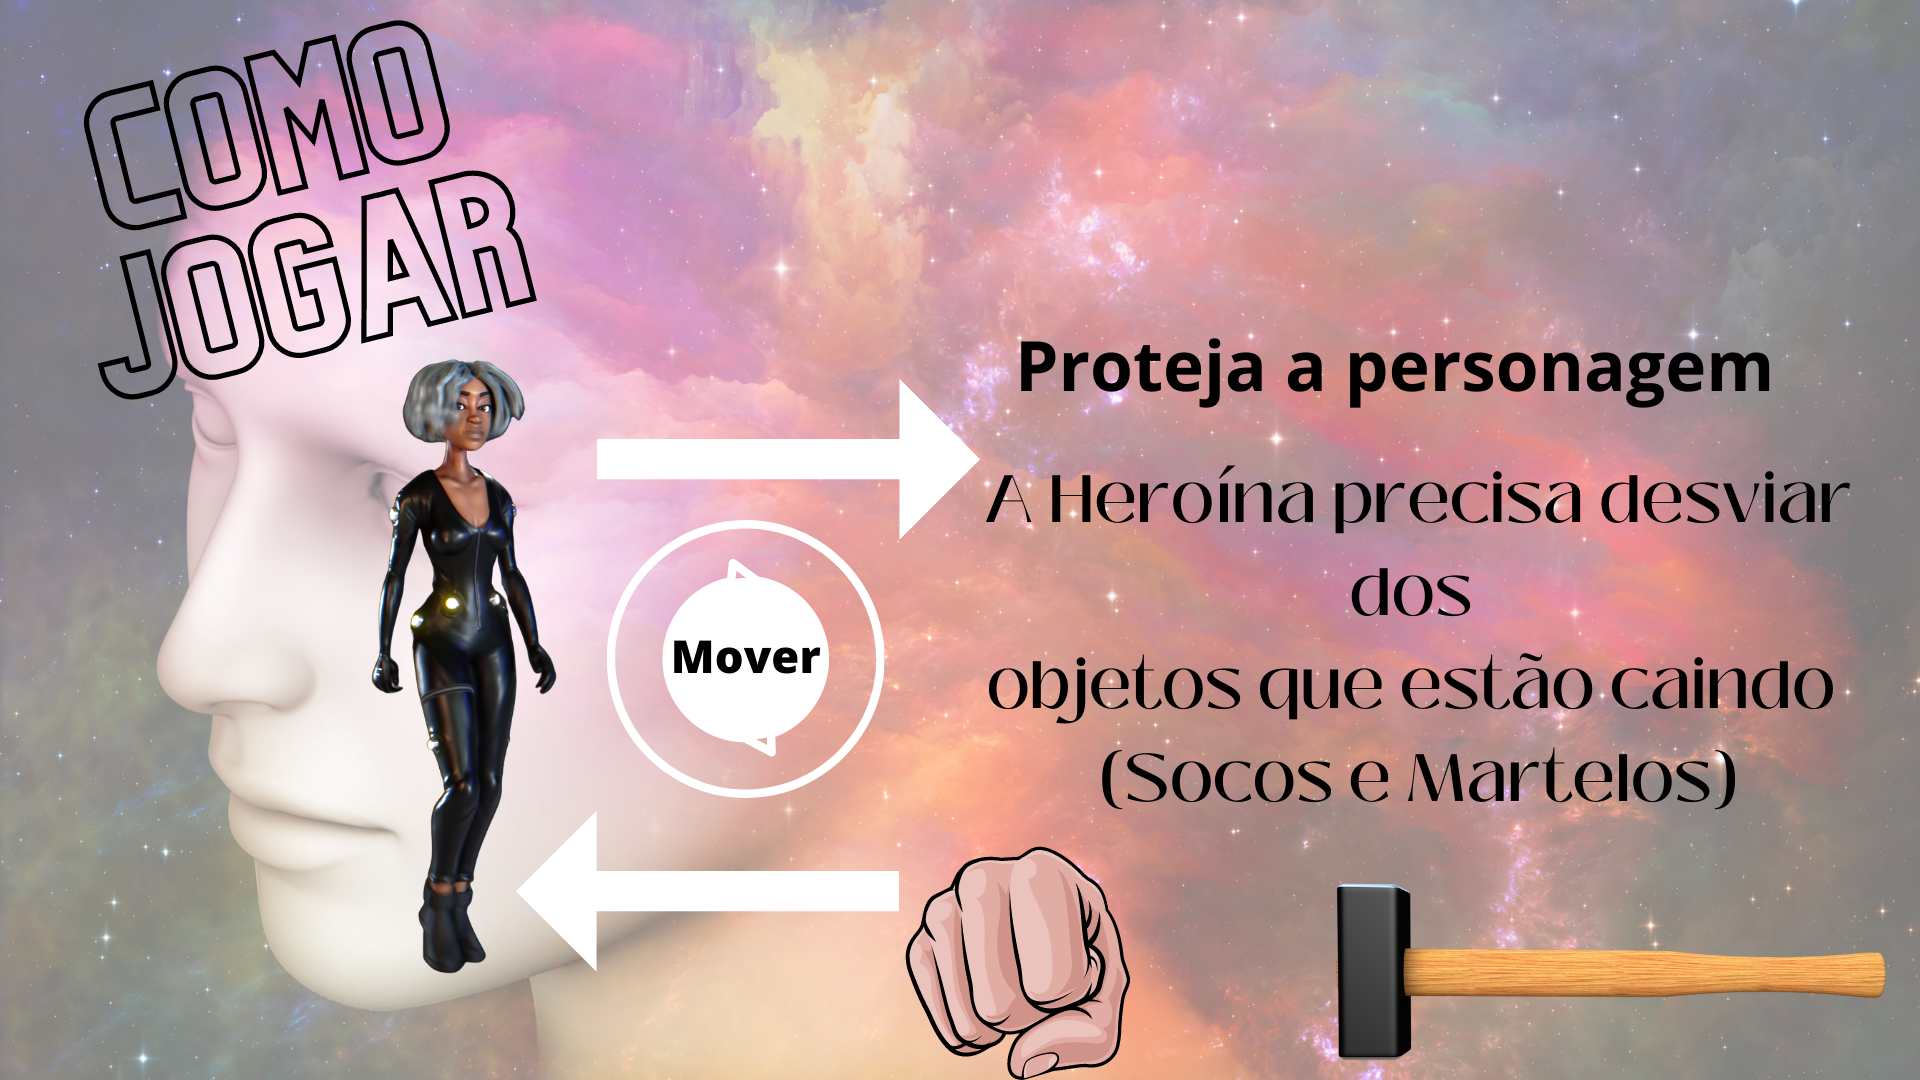 COMO
JOGAR
Proteja a personagem
A Heroína precisa desviar
dos
objetos que estão caindo
(Socos e Martelos)
Mover